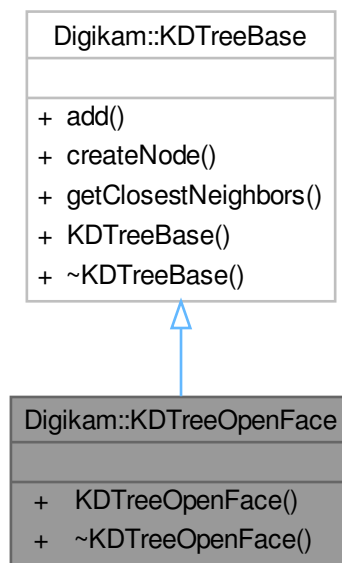 Digikam::KDTreeBase
+ add()
+ createNode()
+ getClosestNeighbors()
+ KDTreeBase()
+ ~KDTreeBase()
Digikam::KDTreeOpenFace
+ KDTreeOpenFace()
+ ~KDTreeOpenFace()